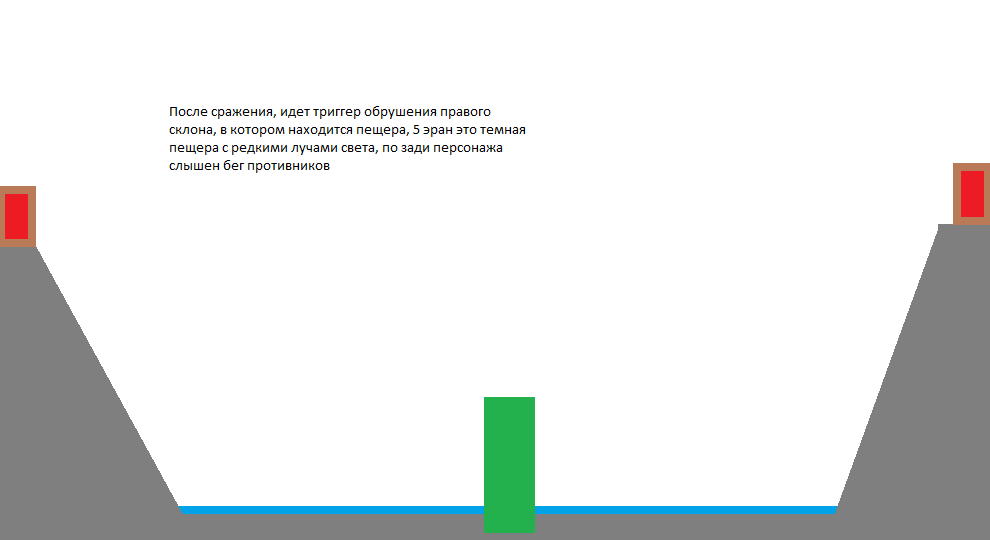 После сражения, идет триггер обрушения правого
склона, в котором находится пещера, 5 эран это темная
пещера с редкими лучами света, по зади персонажа
слышен бег противников